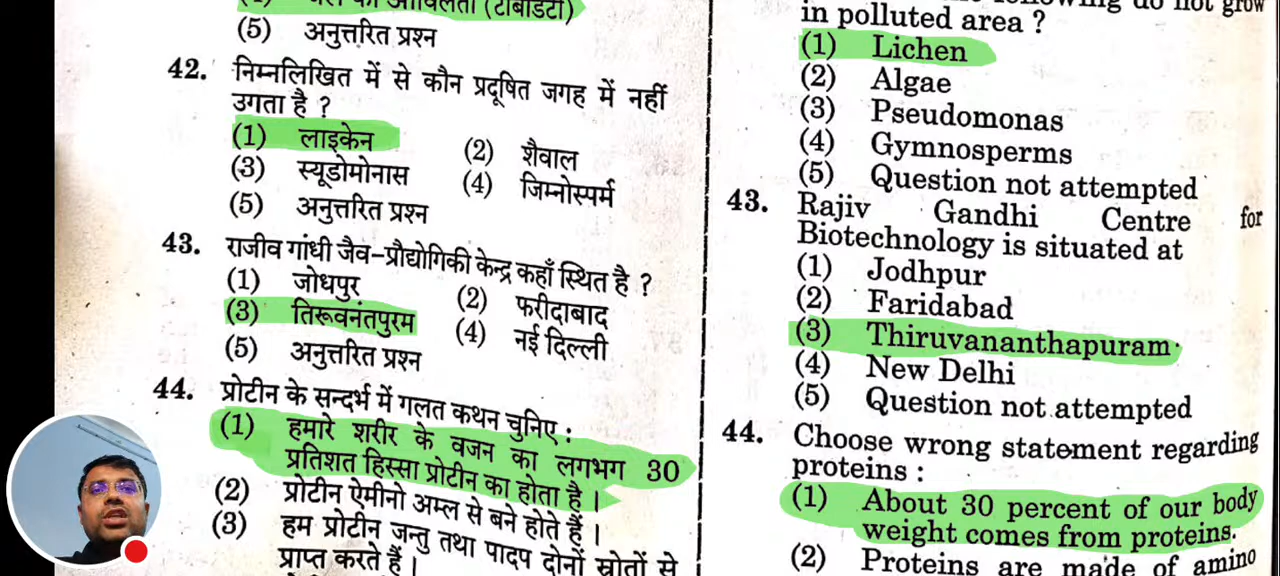 (5) अनुत्तरित प्रश्न
42. निम्नलिखित में से कौन प्रदूषित जगह में नहीं
उगता है ?
(1) लाइकेन
(2) शैवाल
(3) स्यूडोमोनास
(4) जिम्नोस्पर्म
(5) अनुत्तरित प्रश्न
43. राजीव गांधी जैव-प्रौद्योगिकी केन्द्र कहाँ स्थित है ?
(1) जोधपुर
(2) फरीदाबाद
(3) तिरूवनंतपुरम
(4) नई दिल्ली
(5) अनुत्तरित प्रश्न
44. प्रोटीन के सन्दर्भ में गलत कथन चुनिए :
(1) हमारे शरीर के वजन का लगभग 30
प्रतिशत हिस्सा प्रोटीन का होता है ।
(2) प्रोटीन ऐमीनो अम्ल से बने होते हैं ।
(3) हम प्रोटीन जन्तु तथा पादप दोनों स्रोतों से
प्राप्त करते हैं ।
following do not grow
in polluted area ?
(1) Lichen
(2) Algae
(3) Pseudomonas
(4) Gymnosperms
(5) Question not attempted
43. Rajiv Gandhi Centre for
Biotechnology is situated at
(1) Jodhpur
(2) Faridabad
(3) Thiruvananthapuram
(4) New Delhi
(5) Question not attempted
44. Choose wrong statement regarding
proteins :
(1) About 30 percent of our body
weight comes from proteins.
(2) Proteins are made of amino